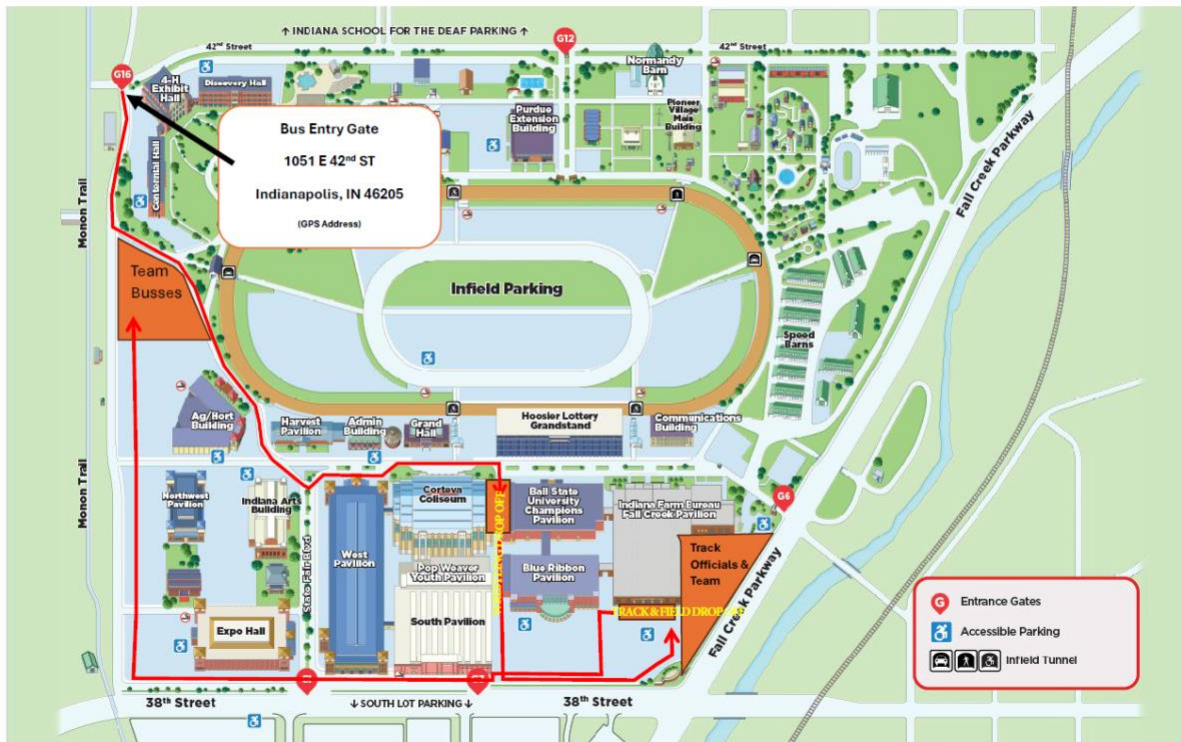 ↑ INDIANA SCHOOL FOR THE DEAF PARKING ↑
G12
42nd Street
42nd Street
G16
4-H
Exhibit
Hall
Discovery Hall
Normandy
Barn
Bus Entry Gate
1051 E 42nd ST
Indianapolis, IN 46205
(GPS Address)
Purdue
Extension
Building
Pioneer
Village
Main
Building
Centennial Hall
Monon Trail
Fall Creek Parkway
Team
Busses
Infield Parking
Speed
Barns
Ag/Hort
Building
Harvest
Pavilion
Admin
Building
Grand
Hall
Hoosier Lottery
Grandstand
Communications
Building
Monon Trail
Northwest
Pavilion
Indiana Arts
Building
Corteva
Coliseum
Ball State
University
Champions
Pavilion
Indiana Farm Bureau
Fall Creek Pavilion
G6
State Fair Blvd
West
Pavilion
DROP OFF
Pop Weaver
Youth Pavilion
Blue Ribbon
Pavilion
Track
Officials &
Team
Expo Hall
South Pavilion
Fall Creek Parkway
G Entrance Gates
Accessible Parking
Infield Tunnel
38th Street
↓ SOUTH LOT PARKING ↓
38th Street